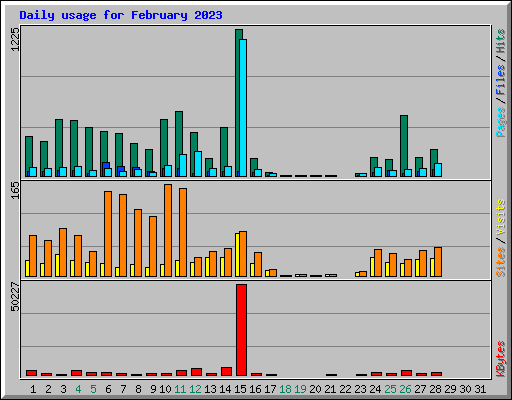 Daily usage for February 2023
1225
165
50227
Pages / Files / Hits
Sites / Visits
KBytes
1 2 3 4 5 6 7 8 9 10 11 12 13 14 15 16 17 18 19 20 21 22 23 24 25 26 27 28 29 30 31